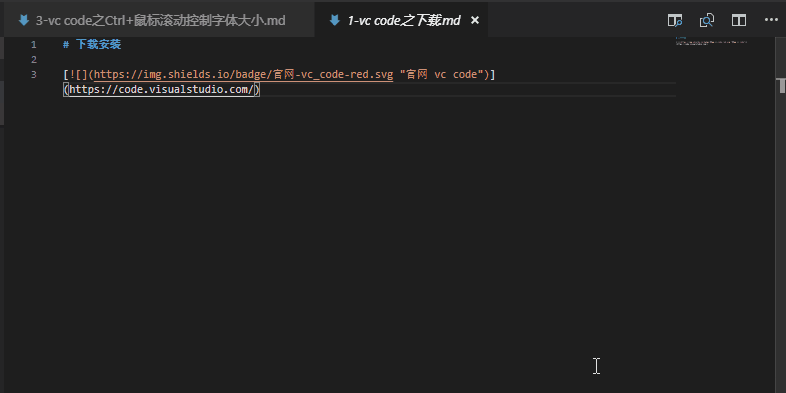 3-vc code之Ctrl+鼠标滚动控制字体大小.md
1-vc code之下载.md
1 # 下载安装
2
3 [![](https://img.shields.io/badge/官网-vc_code-red.svg "官网 vc code")]
(https://code.visualstudio.com/)